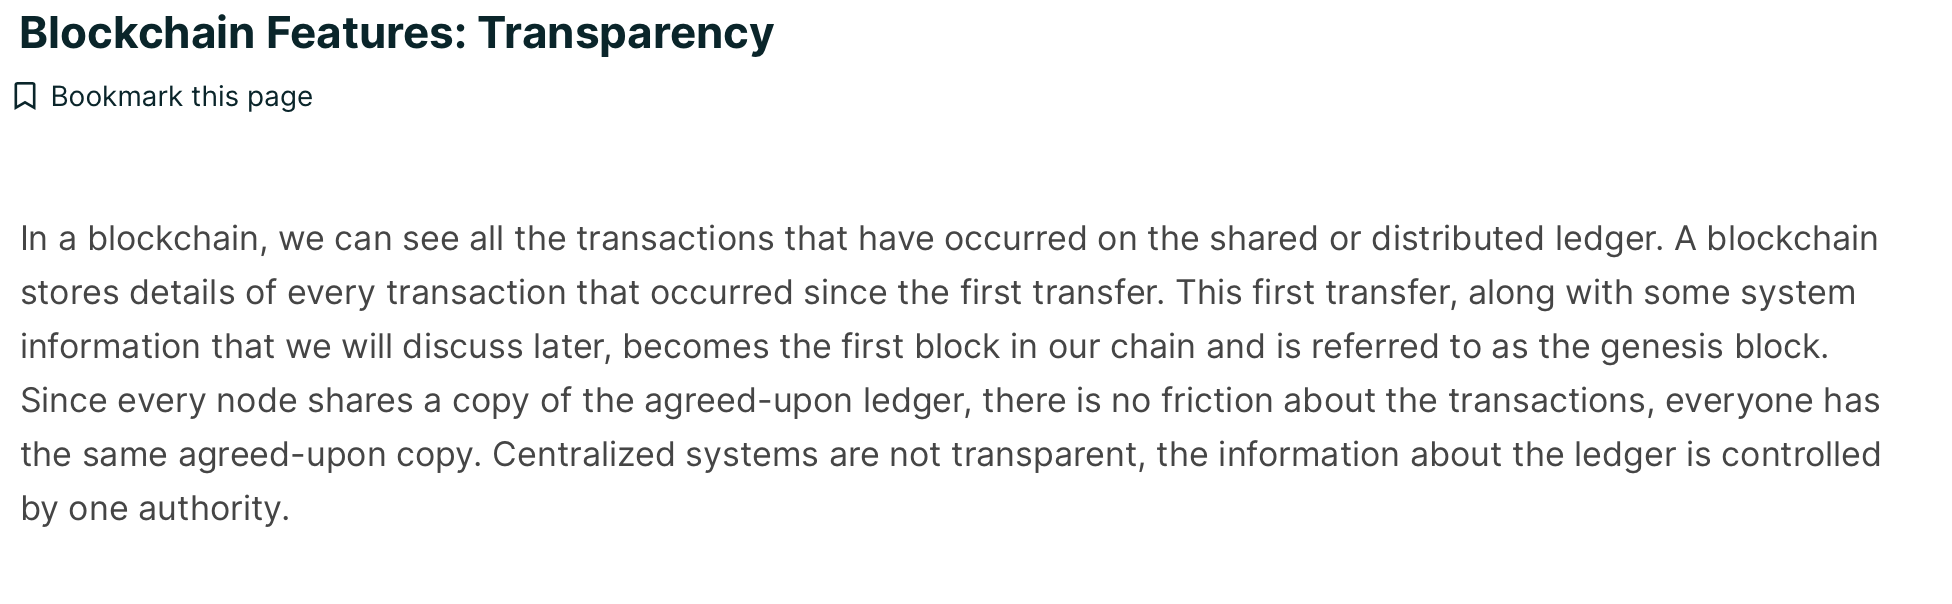 Blockchain Features: Transparency
Bookmark this page
In a blockchain, we can see all the transactions that have occurred on the shared or distributed ledger. A blockchain
stores details of every transaction that occurred since the first transfer. This first transfer, along with some system
information that we will discuss later, becomes the first block in our chain and is referred to as the genesis block.
Since every node shares a copy of the agreed-upon ledger, there is no friction about the transactions, everyone has
the same agreed-upon copy. Centralized systems are not transparent, the information about the ledger is controlled
by one authority.